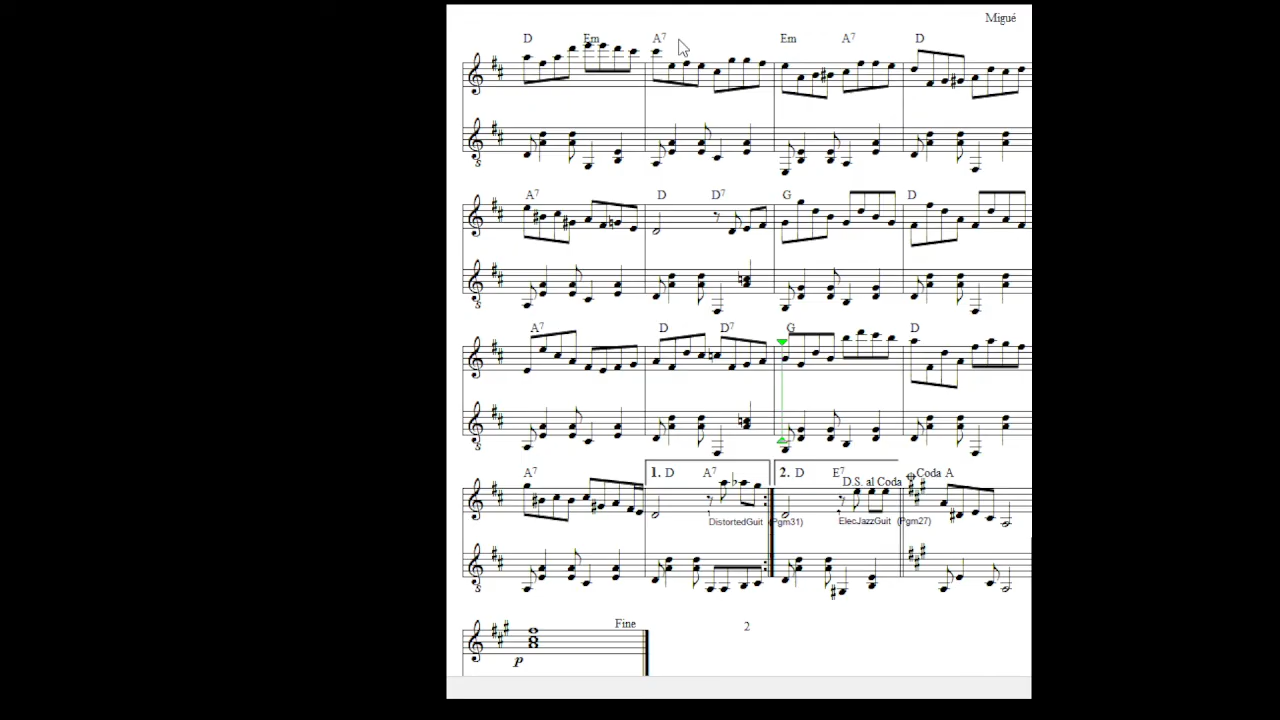 Migué
D Em A7 Em A7 D
A7 D D7 G D
A7 D D7 G D
A7 1. D A7 2. D E7 D.S. al Coda Coda A
DistortedGuit (Pgm31) ElecJazzGuit (Pgm27)
Fine 2
p